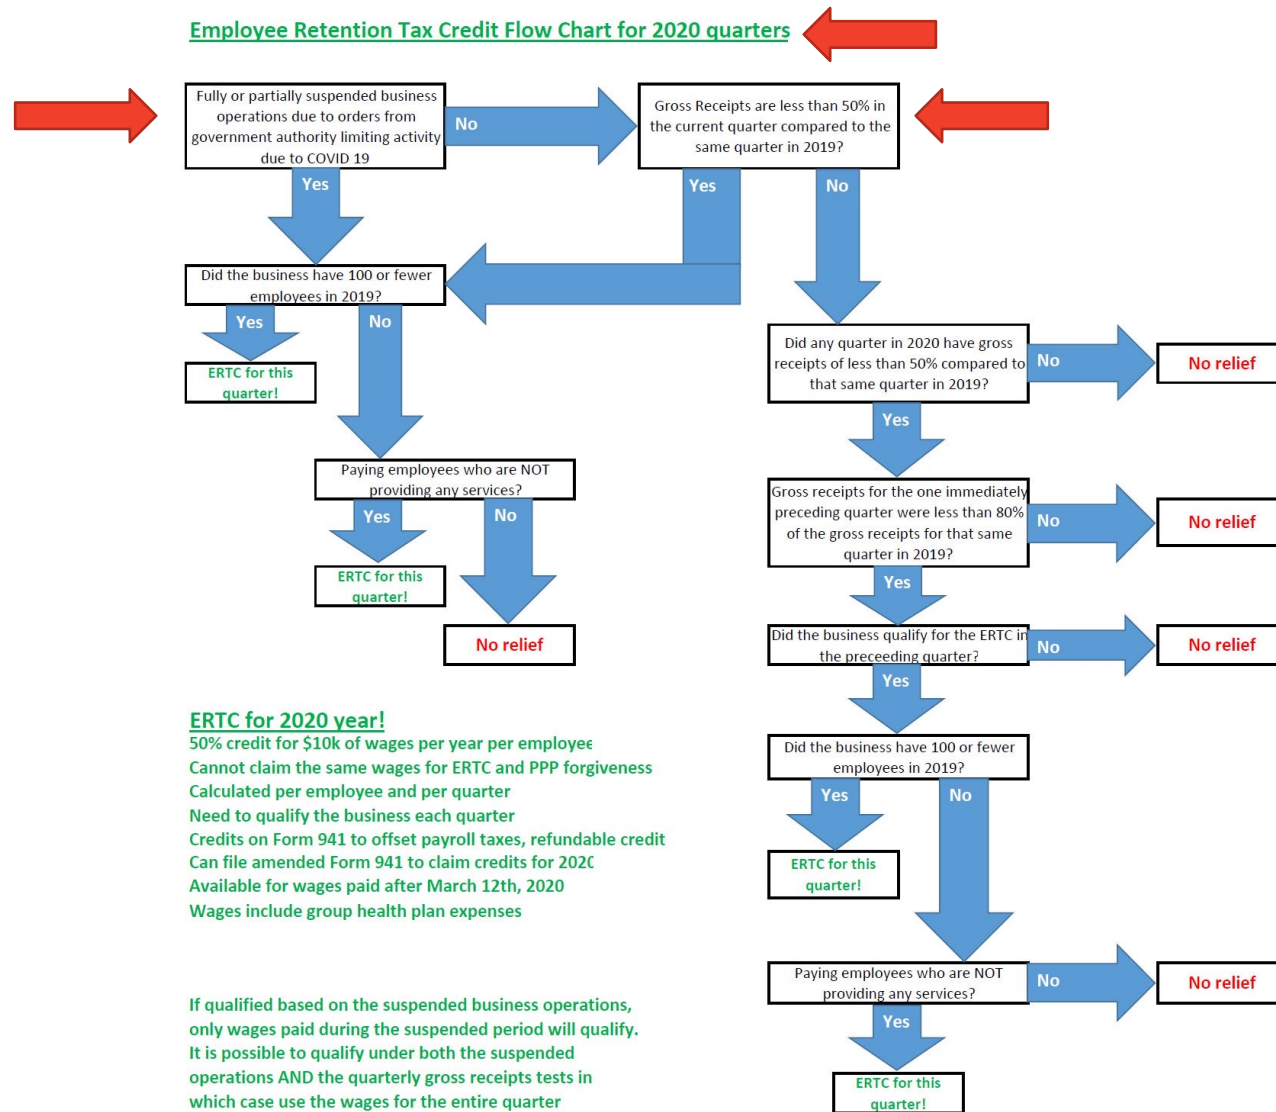 Employee Retention Tax Credit Flow Chart for 2020 quarters
Fully or partially suspended business
operations due to orders from
government authority limiting activity
due to COVID 19
No
Gross Receipts are less than 50% in
the current quarter compared to the
same quarter in 2019?
Yes
Yes
No
Did the business have 100 or fewer
employees in 2019?
Yes
No
ERTC for this
quarter!
Did any quarter in 2020 have gross
receipts of less than 50% compared to
that same quarter in 2019?
No
No relief
Yes
Paying employees who are NOT
providing any services?
Yes
No
ERTC for this
quarter!
No relief
Gross receipts for the one immediately
preceding quarter were less than 80%
of the gross receipts for that same
quarter in 2019?
No
No relief
Yes
Did the business qualify for the ERTC in
the preceeding quarter?
No
No relief
Yes
Did the business have 100 or fewer
employees in 2019?
Yes
No
ERTC for this
quarter!
Paying employees who are NOT
providing any services?
No
No relief
Yes
ERTC for this
quarter!
ERTC for 2020 year!
50% credit for $10k of wages per year per employee
Cannot claim the same wages for ERTC and PPP forgiveness
Calculated per employee and per quarter
Need to qualify the business each quarter
Credits on Form 941 to offset payroll taxes, refundable credit
Can file amended Form 941 to claim credits for 2020
Available for wages paid after March 12th, 2020
Wages include group health plan expenses
If qualified based on the suspended business operations,
only wages paid during the suspended period will qualify.
It is possible to qualify under both the suspended
operations AND the quarterly gross receipts tests in
which case use the wages for the entire quarter